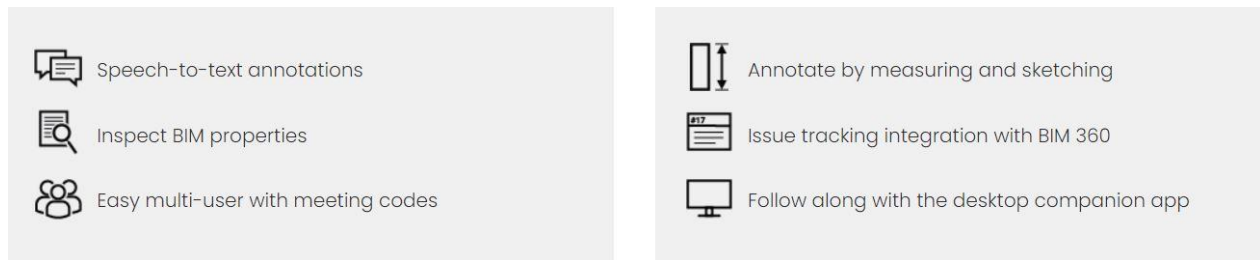 Speech-to-text annotations
Inspect BIM properties
Easy multi-user with meeting codes
Annotate by measuring and sketching
#17
Issue tracking integration with BIM 360
Follow along with the desktop companion app